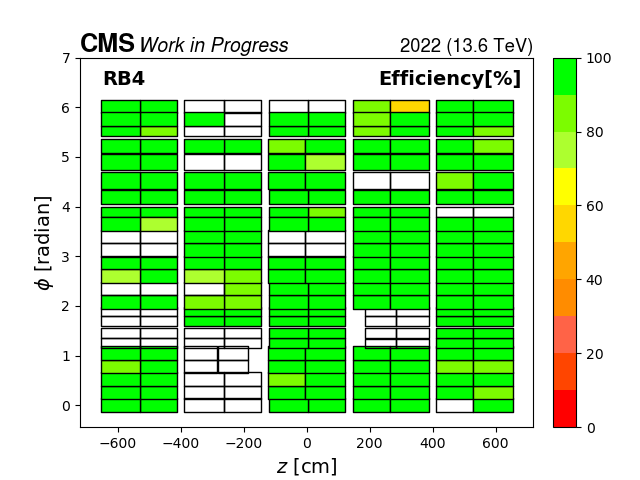 CMS Work in Progress 2022 (13.6 TeV)
RB4 Efficiency[%]
7
6
5
4
3
2
1
0
ϕ [radian]
−600 −400 −200 0 200 400 600
z [cm]
100
80
60
40
20
0